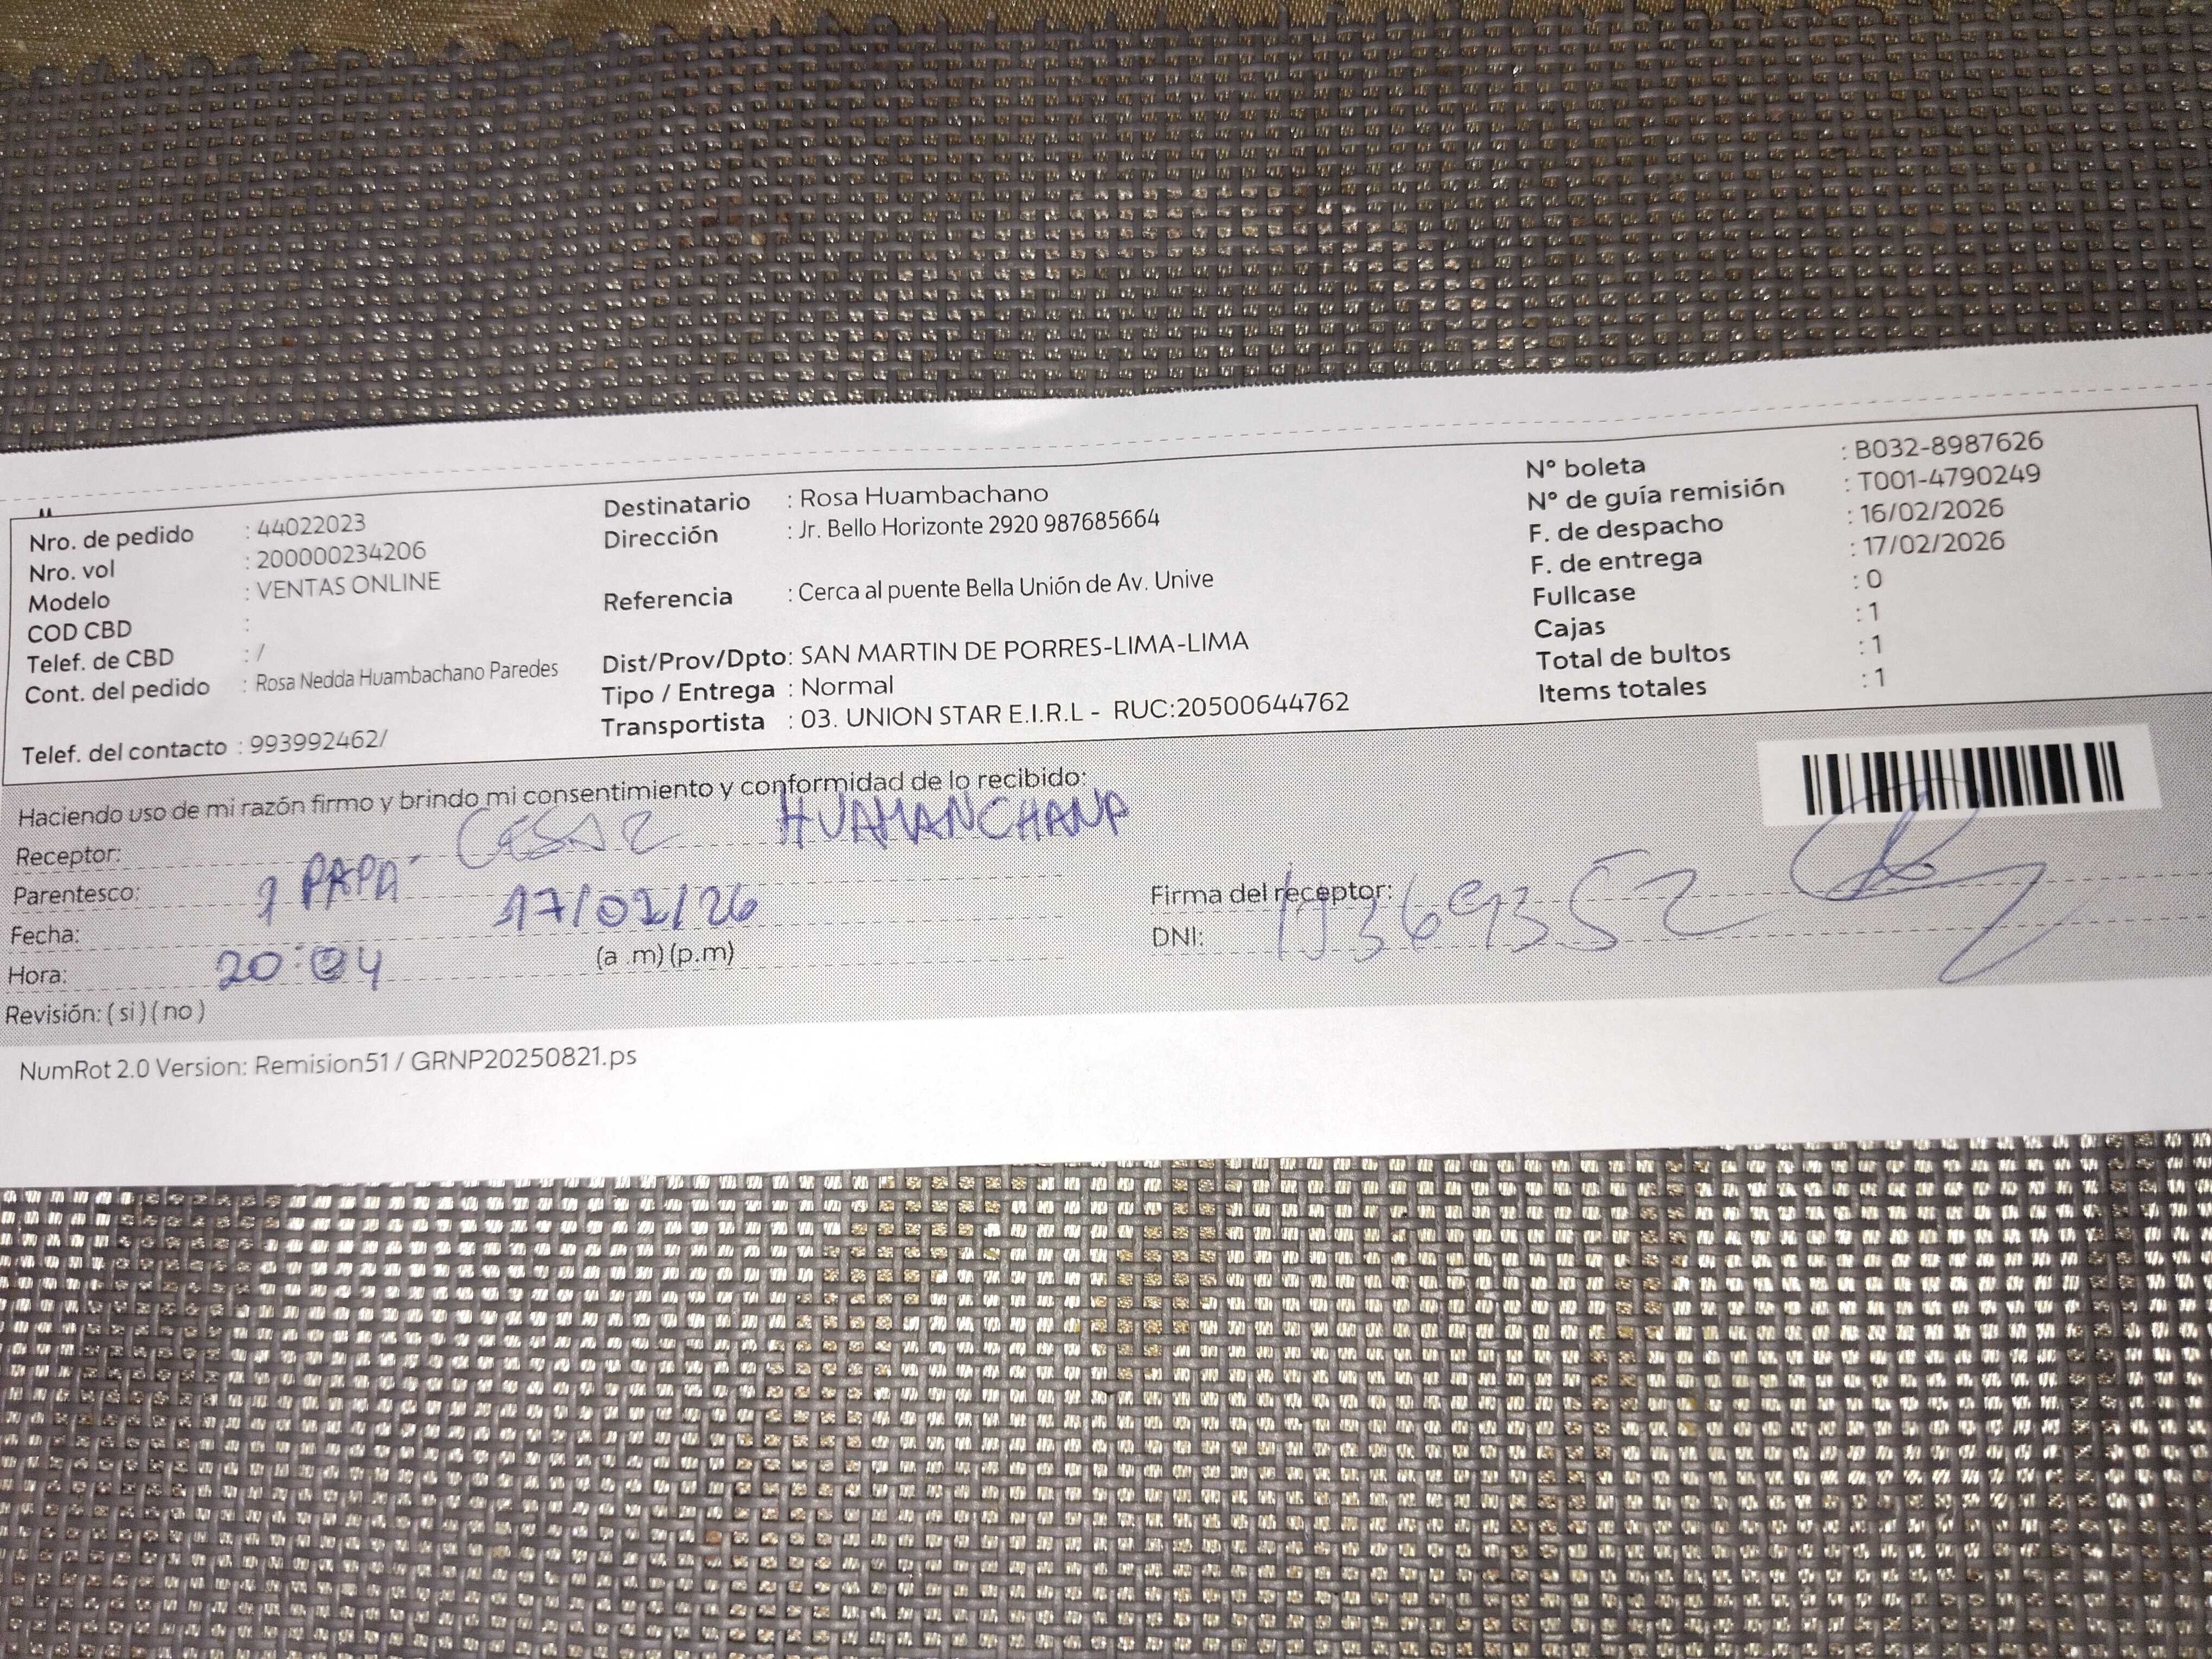 Nro. de pedido : 44022023
Nro. vol : 200000234206
Modelo : VENTAS ONLINE
COD CBD :
Telef. de CBD : /
Cont. del pedido : Rosa Nedda Huambachano Paredes
Telef. del contacto : 993992462/
Destinatario : Rosa Huambachano
Dirección : Jr. Bello Horizonte 2920 987685664
Referencia : Cerca al puente Bella Unión de Av. Unive
Dist/Prov/Dpto: SAN MARTIN DE PORRES-LIMA-LIMA
Tipo / Entrega : Normal
Transportista : 03. UNION STAR E.I.R.L - RUC:20500644762
N° boleta : B032-8987626
N° de guía remisión : T001-4790249
F. de despacho : 16/02/2026
F. de entrega : 17/02/2026
Fullcase : 0
Cajas : 1
Total de bultos : 1
Items totales : 1
Haciendo uso de mi razón firmo y brindo mi consentimiento y conformidad de lo recibido:
Receptor: CESAR
Parentesco: PAPÁ
Fecha: 17/02/26
Hora: 20:04 (a .m)(p.m)
Revisión: ( si )( no )
Firma del receptor:
DNI:
NumRot 2.0 Version: Remision51 / GRNP20250821.ps